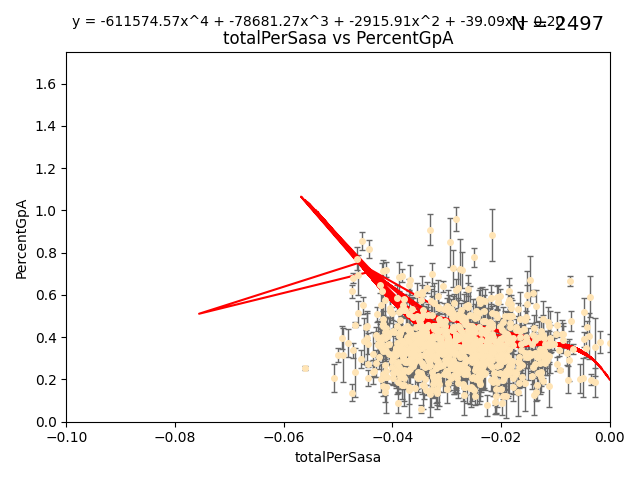 y = -611574.57x^4 + -78681.27x^3 + -2915.91x^2 + -39.09x + 0.20
N = 2497
totalPerSasa vs PercentGpA
PercentGpA
1.6
1.4
1.2
1.0
0.8
0.6
0.4
0.2
0.0
−0.10 −0.08 −0.06 −0.04 −0.02 0.00
totalPerSasa